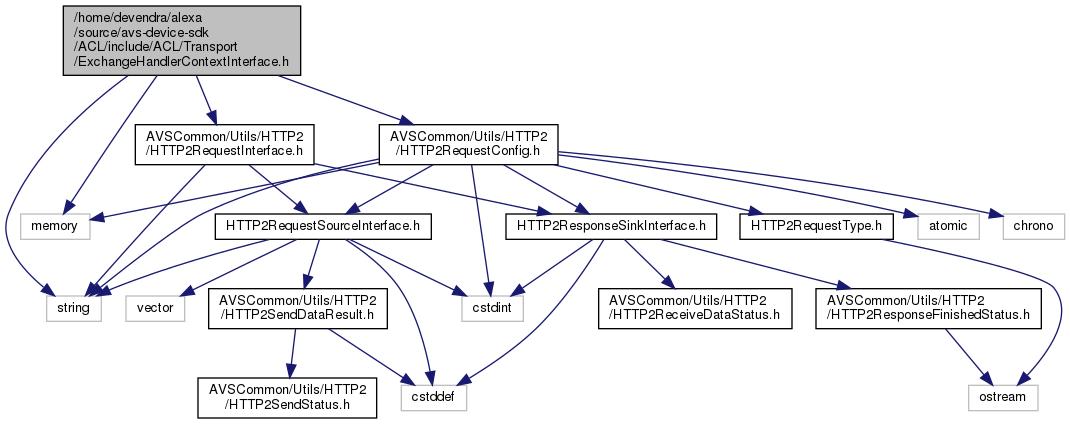 /home/devendra/alexa
/source/avs-device-sdk
/ACL/include/ACL/Transport
/ExchangeHandlerContextInterface.h
AVSCommon/Utils/HTTP2
/HTTP2RequestInterface.h
AVSCommon/Utils/HTTP2
/HTTP2RequestConfig.h
memory
HTTP2RequestSourceInterface.h
HTTP2ResponseSinkInterface.h
HTTP2RequestType.h
atomic
chrono
string
vector
AVSCommon/Utils/HTTP2
/HTTP2SendDataResult.h
cstdint
AVSCommon/Utils/HTTP2
/HTTP2ReceiveDataStatus.h
AVSCommon/Utils/HTTP2
/HTTP2ResponseFinishedStatus.h
AVSCommon/Utils/HTTP2
/HTTP2SendStatus.h
cstddef
ostream